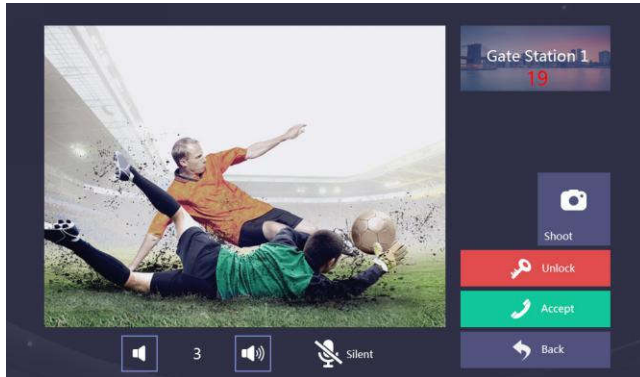 Gate Station 1
19
Shoot
Unlock
Accept
3
Silent
Back